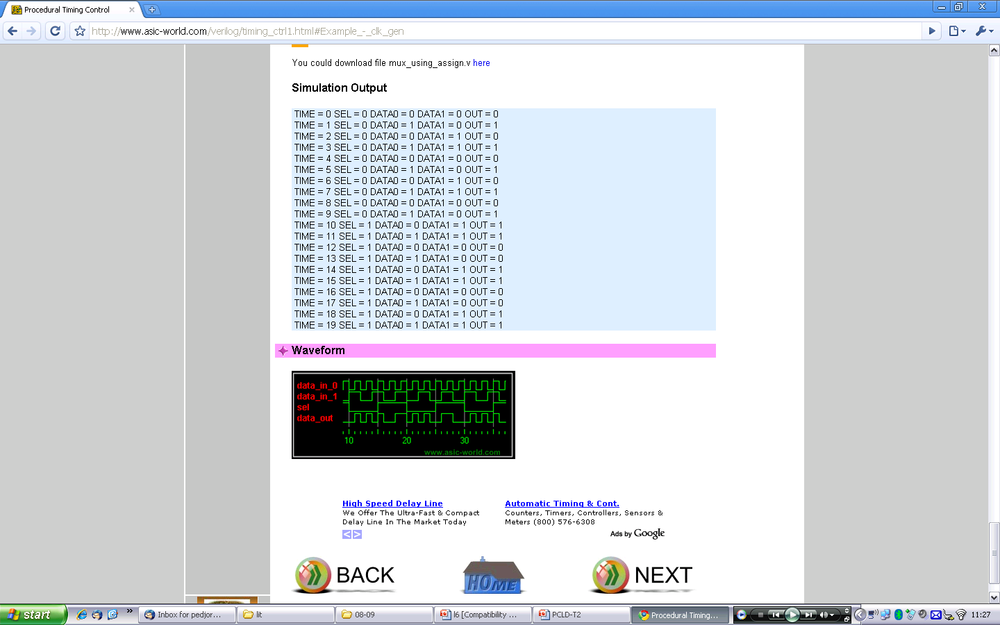 Procedural Timing Control
http://www.asic-world.com/verilog/timing_ctrl1.html#Example_-_clk_gen
You could download file mux_using_assign.v here
Simulation Output
TIME = 0 SEL = 0 DATA0 = 0 DATA1 = 0 OUT = 0
TIME = 1 SEL = 0 DATA0 = 1 DATA1 = 0 OUT = 1
TIME = 2 SEL = 0 DATA0 = 0 DATA1 = 1 OUT = 0
TIME = 3 SEL = 0 DATA0 = 1 DATA1 = 1 OUT = 1
TIME = 4 SEL = 0 DATA0 = 0 DATA1 = 0 OUT = 0
TIME = 5 SEL = 0 DATA0 = 1 DATA1 = 0 OUT = 1
TIME = 6 SEL = 0 DATA0 = 0 DATA1 = 1 OUT = 0
TIME = 7 SEL = 0 DATA0 = 1 DATA1 = 1 OUT = 1
TIME = 8 SEL = 0 DATA0 = 0 DATA1 = 0 OUT = 0
TIME = 9 SEL = 0 DATA0 = 1 DATA1 = 0 OUT = 1
TIME = 10 SEL = 1 DATA0 = 0 DATA1 = 1 OUT = 1
TIME = 11 SEL = 1 DATA0 = 1 DATA1 = 1 OUT = 1
TIME = 12 SEL = 1 DATA0 = 0 DATA1 = 0 OUT = 0
TIME = 13 SEL = 1 DATA0 = 1 DATA1 = 0 OUT = 0
TIME = 14 SEL = 1 DATA0 = 0 DATA1 = 1 OUT = 1
TIME = 15 SEL = 1 DATA0 = 1 DATA1 = 1 OUT = 1
TIME = 16 SEL = 1 DATA0 = 0 DATA1 = 0 OUT = 0
TIME = 17 SEL = 1 DATA0 = 1 DATA1 = 0 OUT = 0
TIME = 18 SEL = 1 DATA0 = 0 DATA1 = 1 OUT = 1
TIME = 19 SEL = 1 DATA0 = 1 DATA1 = 1 OUT = 1
Waveform
data_in_0
data_in_1
sel
data_out
10 20 30
www.asic-world.com
High Speed Delay Line
We Offer The Ultra-Fast & Compact
Delay Line In The Market Today
Automatic Timing & Cont.
Counters, Timers, Controllers, Sensors &
Meters (800) 576-6308
Ads by Google
BACK HOME NEXT
start Inbox for pedjor... lit 08-09 l6 [Compatibility ... PCLD-T2 Procedural Timing... 11:27